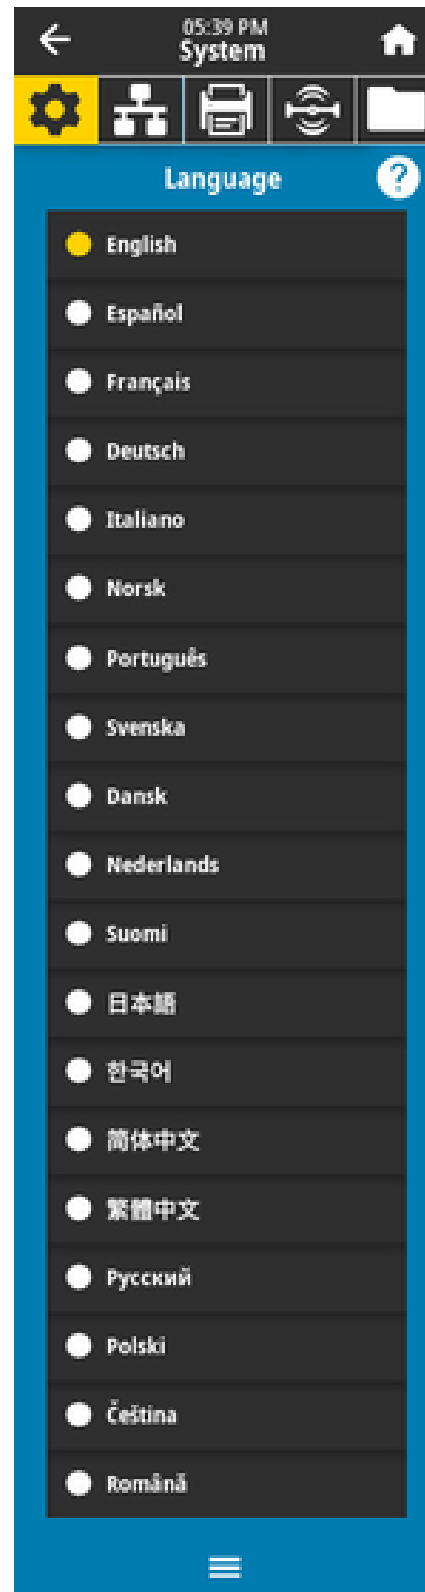 05:39 PM
System
Language
?
English
Español
Français
Deutsch
Italiano
Norsk
Português
Svenska
Dansk
Nederlands
Suomi
日本語
한국어
简体中文
繁體中文
Русский
Polski
Čeština
Română